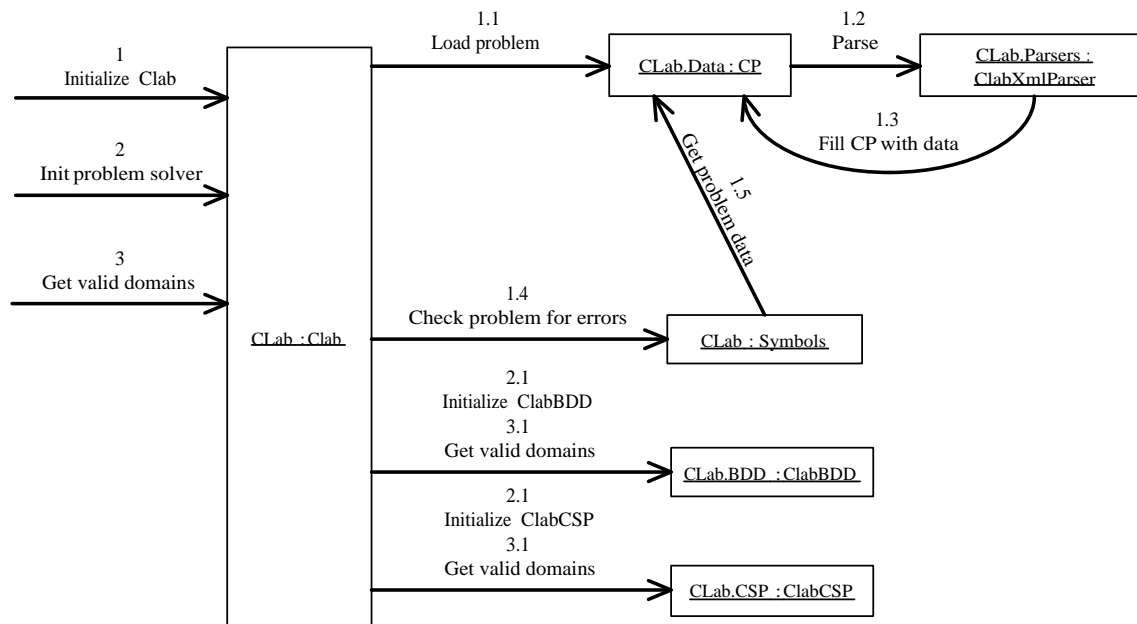 1
Initialize Clab
2
Init problem solver
3
Get valid domains
CLab : Clab
1.1
Load problem
CLab.Data : CP
1.2
Parse
CLab.Parsers :
ClabXmlParser
1.3
Fill CP with data
1.5
Get problem data
1.4
Check problem for errors
CLab : Symbols
2.1
Initialize ClabBDD
3.1
Get valid domains
CLab.BDD : ClabBDD
2.1
Initialize ClabCSP
3.1
Get valid domains
CLab.CSP : ClabCSP